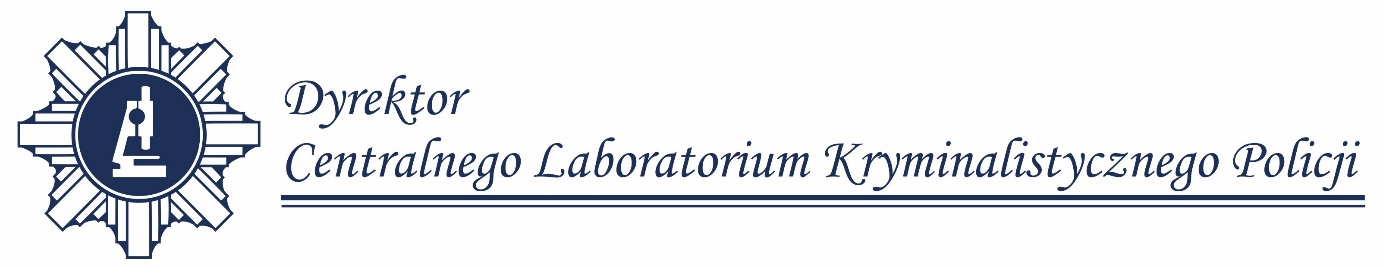 Dyrektor
Centralnego Laboratorium Kryminalistycznego Policji